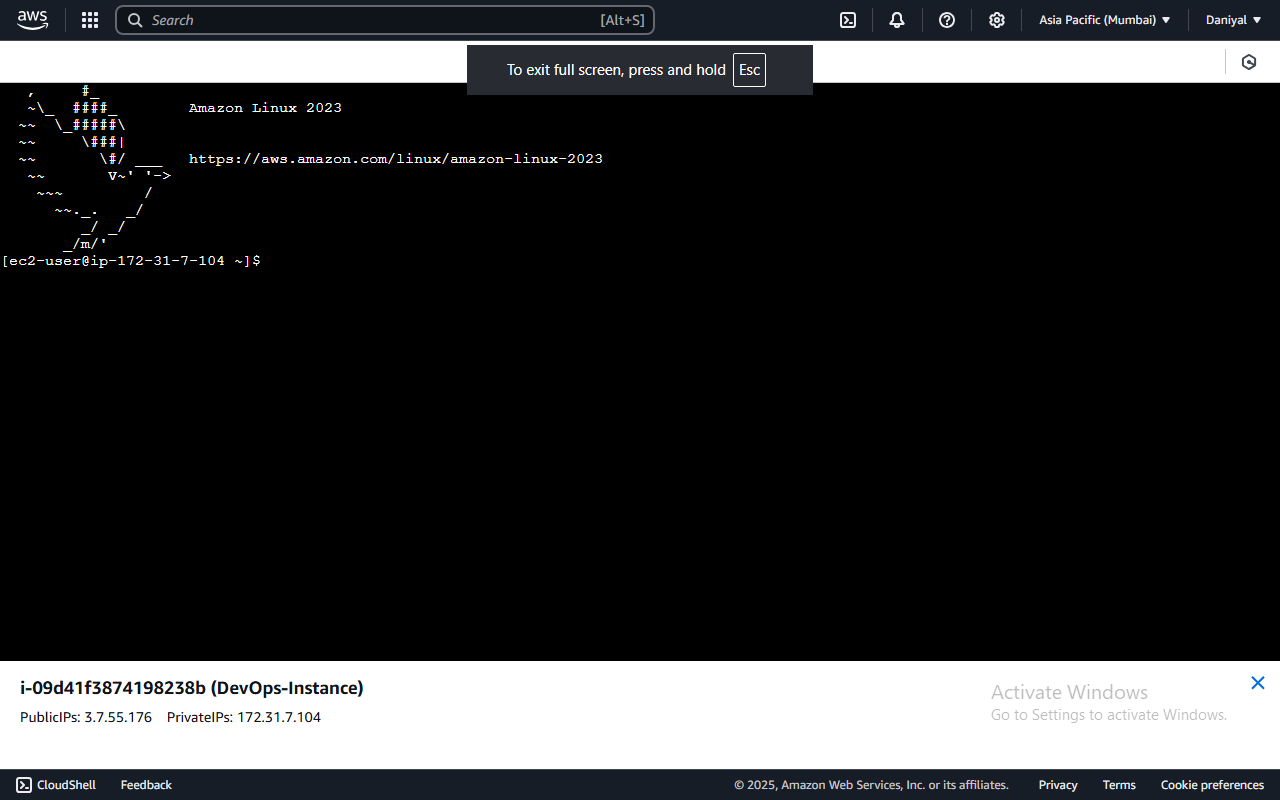 aws Search [Alt+S] Asia Pacific (Mumbai) Daniyal
To exit full screen, press and hold Esc
   ,     #_
   ~\_  ####_        Amazon Linux 2023
  ~~  \_#####\
  ~~     \###|
  ~~       \#/ ___   https://aws.amazon.com/linux/amazon-linux-2023
   ~~       V~' '->
    ~~~         /
      ~~._.   _/
         _/ _/
       _/m/'
[ec2-user@ip-172-31-7-104 ~]$
i-09d41f3874198238b (DevOps-Instance)
PublicIPs: 3.7.55.176 PrivateIPs: 172.31.7.104
Activate Windows
Go to Settings to activate Windows.
CloudShell Feedback © 2025, Amazon Web Services, Inc. or its affiliates. Privacy Terms Cookie preferences